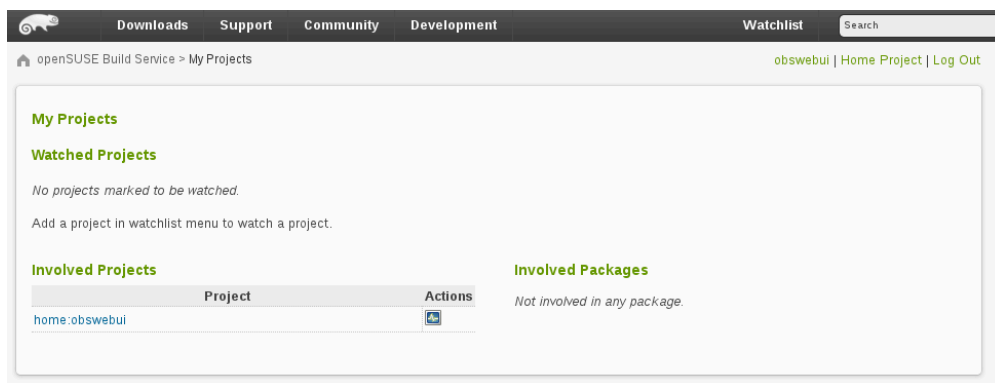 Downloads Support Community Development Watchlist Search
openSUSE Build Service > My Projects obswebui | Home Project | Log Out
My Projects
Watched Projects
No projects marked to be watched.
Add a project in watchlist menu to watch a project.
Involved Projects
Project Actions
home:obswebui
Involved Packages
Not involved in any package.